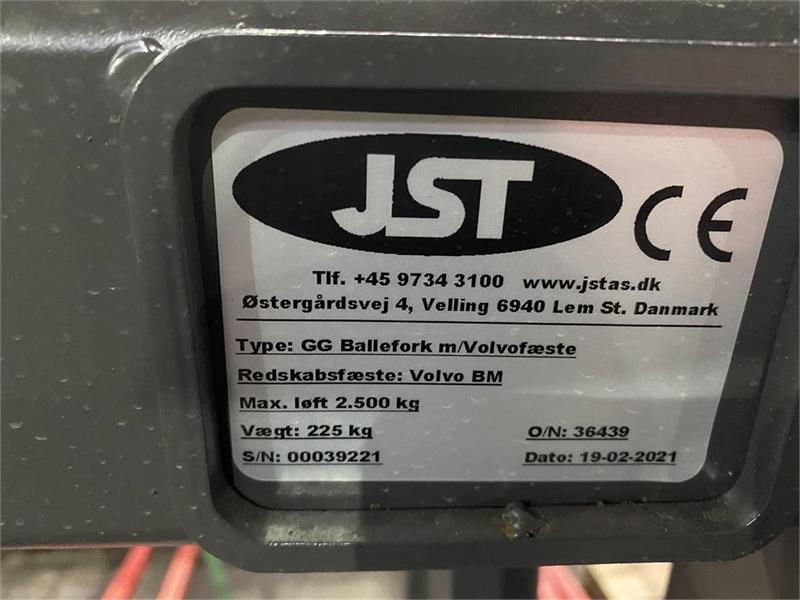 JST
CE
Tlf. +45 9734 3100 www.jstas.dk
Østergårdsvej 4, Velling 6940 Lem St. Danmark
Type: GG Ballefork m/Volvofæste
Redskabsfæste: Volvo BM
Max. løft 2.500 kg
Vægt: 225 kg O/N: 36439
S/N: 00039221 Dato: 19-02-2021